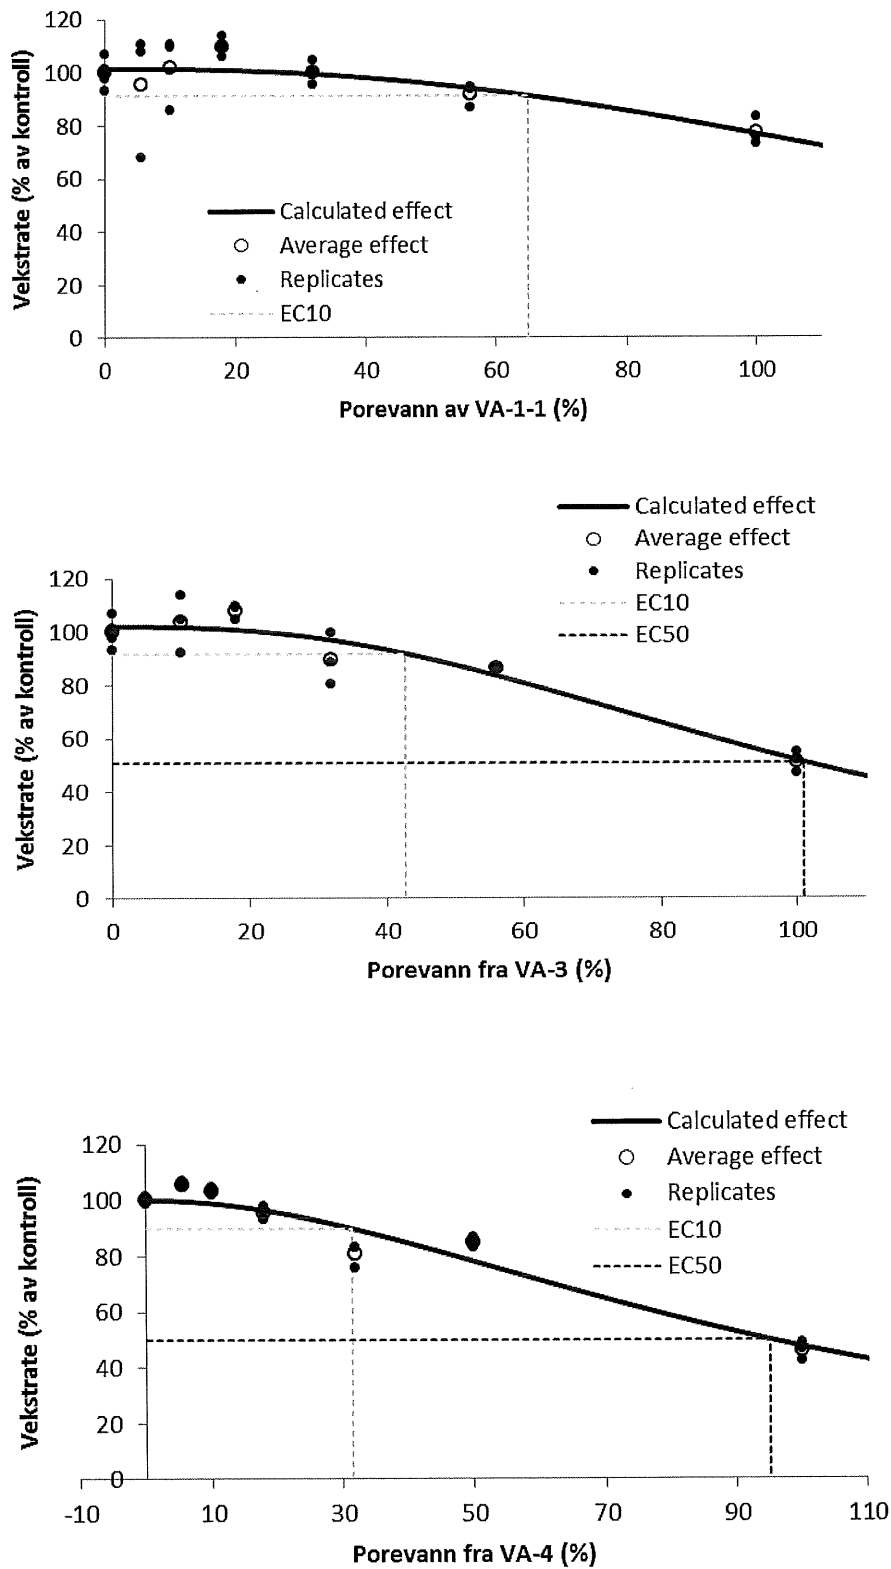 120
100
80
60
40
20
0
Vekstrate (% av kontroll)
Calculated effect
Average effect
Replicates
EC10
0 20 40 60 80 100
Porevann av VA-1-1 (%)
Calculated effect
Average effect
Replicates
EC10
EC50
120
100
80
60
40
20
0
Vekstrate (% av kontroll)
0 20 40 60 80 100
Porevann fra VA-3 (%)
Calculated effect
Average effect
Replicates
EC10
EC50
120
100
80
60
40
20
0
Vekstrate (% av kontroll)
-10 10 30 50 70 90 110
Porevann fra VA-4 (%)